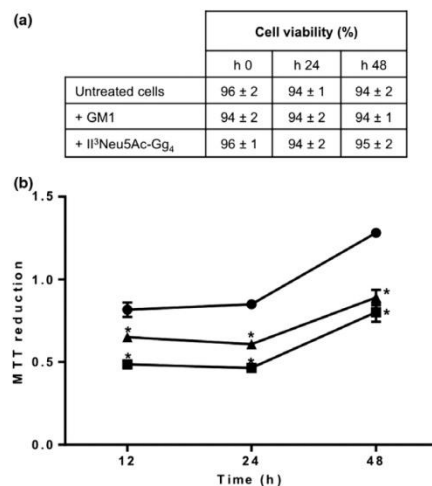 (a)
Cell viability (%)
h 0 h 24 h 48
Untreated cells 96 ± 2 94 ± 1 94 ± 2
+ GM1 94 ± 2 94 ± 2 94 ± 1
+ II³Neu5Ac-Gg₄ 96 ± 1 94 ± 2 95 ± 2
(b)
1.5
1.0
0.5
0.0
MTT reduction
* * *
* * *
12 24 48
Time (h)